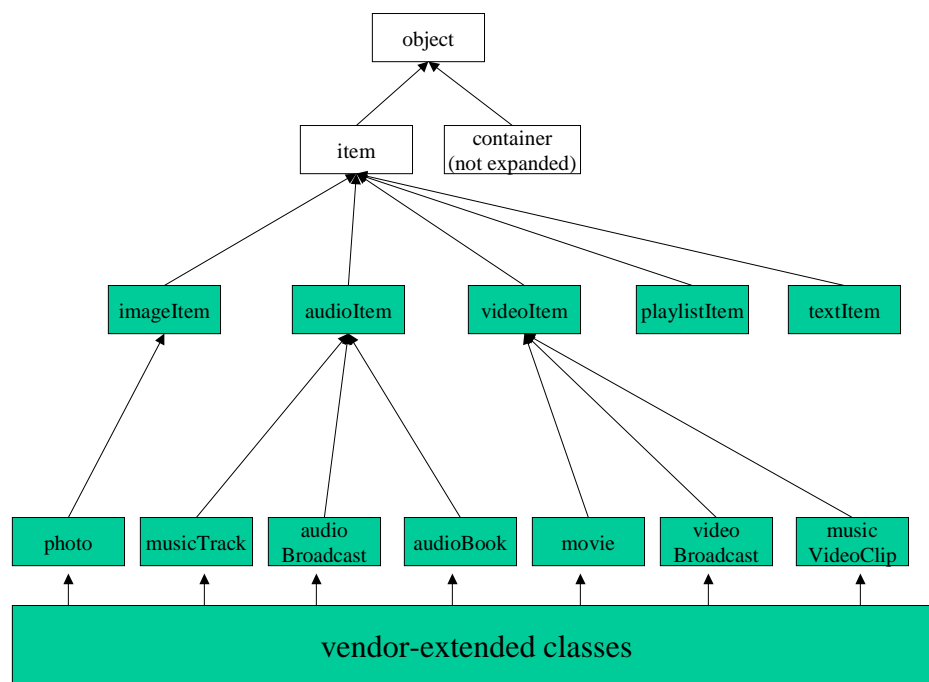 object
item
container
(not expanded)
imageItem
audioItem
videoItem
playlistItem
textItem
photo
musicTrack
audio
Broadcast
audioBook
movie
video
Broadcast
music
VideoClip
vendor-extended classes